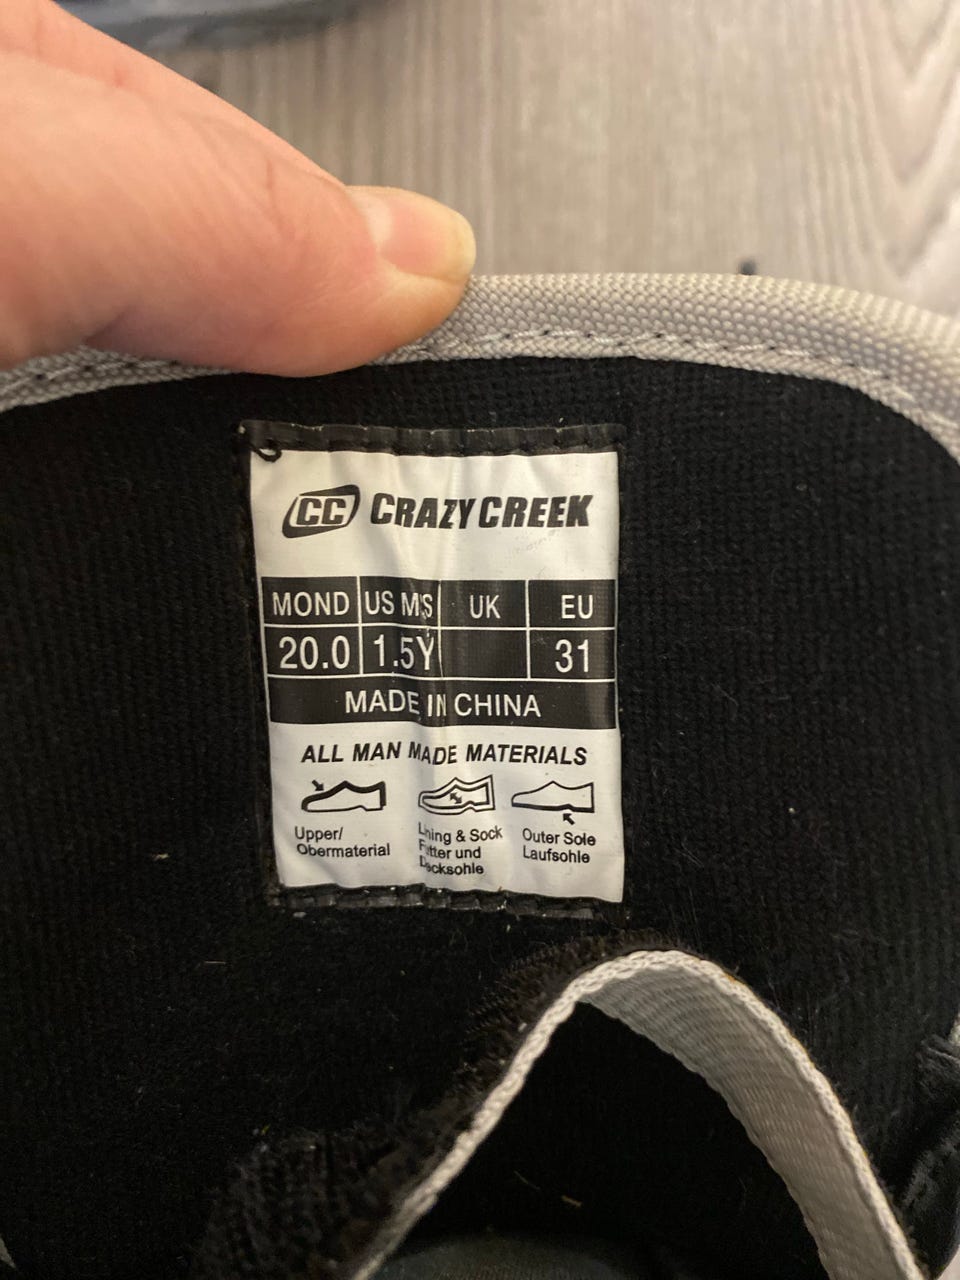 CC CRAZY CREEK
MOND US M'S UK EU
20.0 1.5Y 31
MADE IN CHINA
ALL MAN MADE MATERIALS
Upper/
Obermaterial
Lining & Sock
Futter und
Decksohle
Outer Sole
Laufsohle